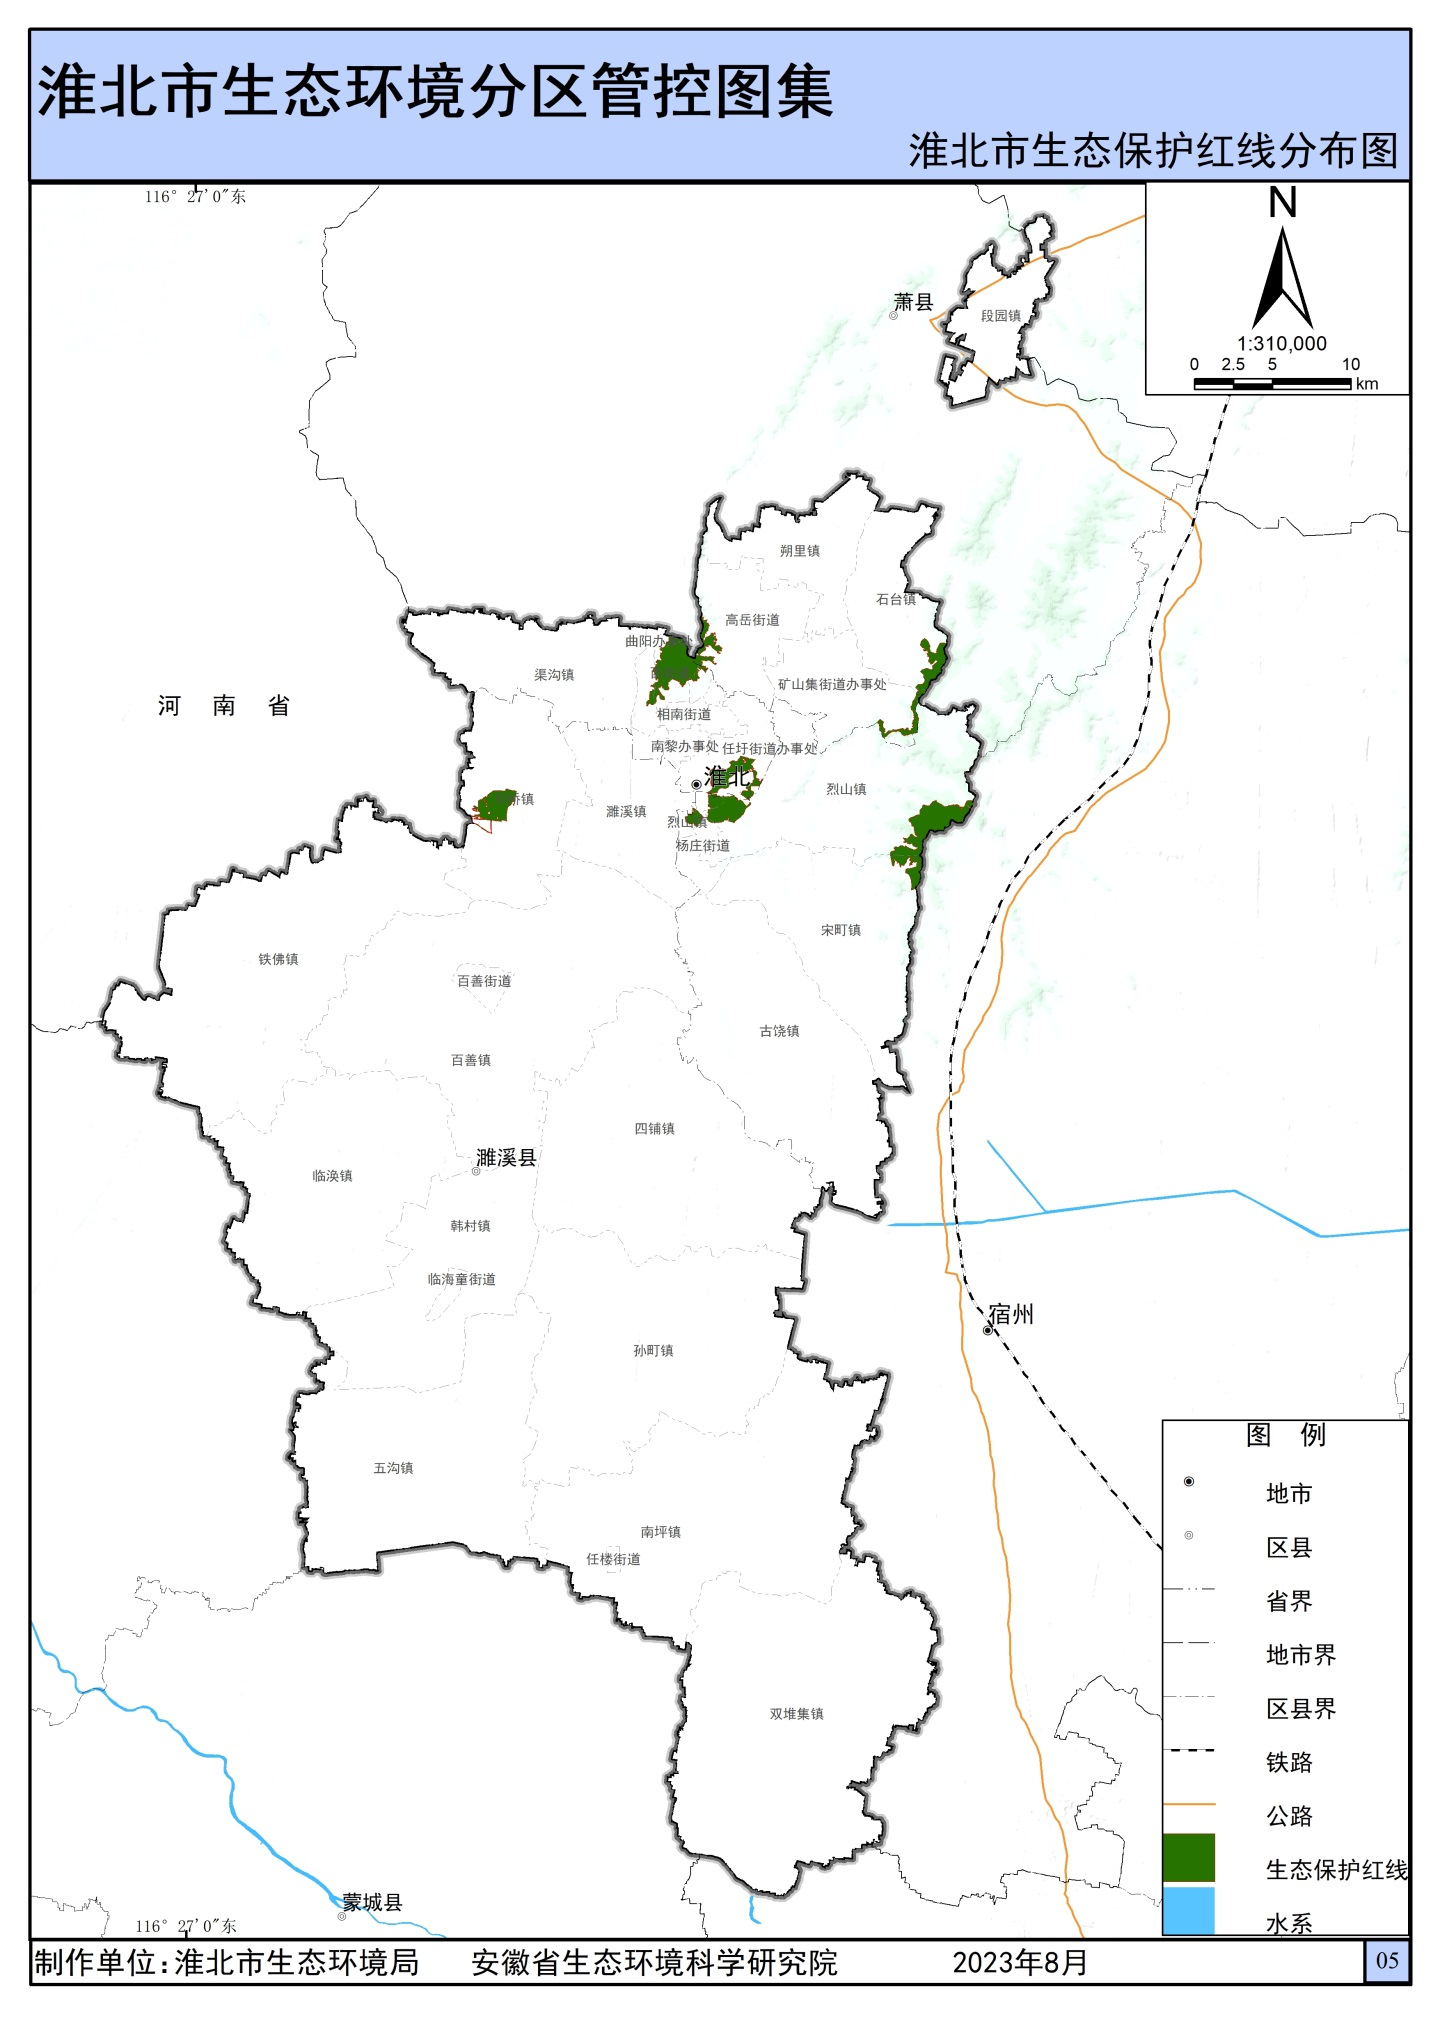 淮北市生态环境分区管控图集
淮北市生态保护红线分布图
116°27'0"东
N
1:310,000
0 2.5 5 10
km
萧县
段园镇
朔里镇
石台镇
高岳街道
曲阳办
处
渠沟镇
矿山集街道办事处
河南省
相南街道
南黎办事处
任圩街道办事处
淮北
烈山镇
桥镇
濉溪镇
烈山镇
杨庄街道
宋町镇
铁佛镇
百善街道
古饶镇
百善镇
四铺镇
濉溪县
临涣镇
韩村镇
临海童街道
宿州
孙町镇
五沟镇
南坪镇
任楼街道
双堆集镇
蒙城县
图例
地市
区县
省界
地市界
区县界
铁路
公路
生态保护红线
水系
116°27'0"东
制作单位:淮北市生态环境局 安徽省生态环境科学研究院 2023年8月
05